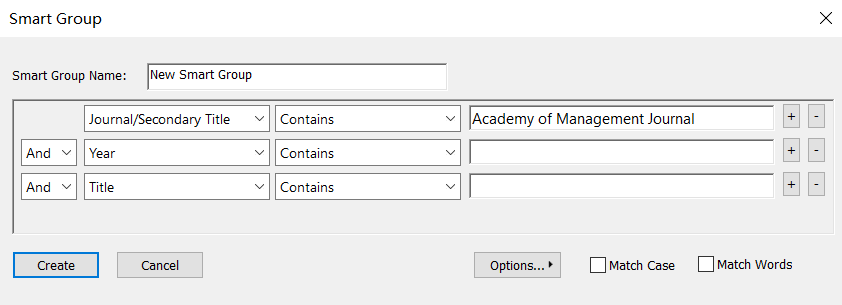 Smart Group
Smart Group Name: New Smart Group
Journal/Secondary Title Contains Academy of Management Journal + -
And Year Contains + -
And Title Contains + -
Create Cancel Options... Match Case Match Words